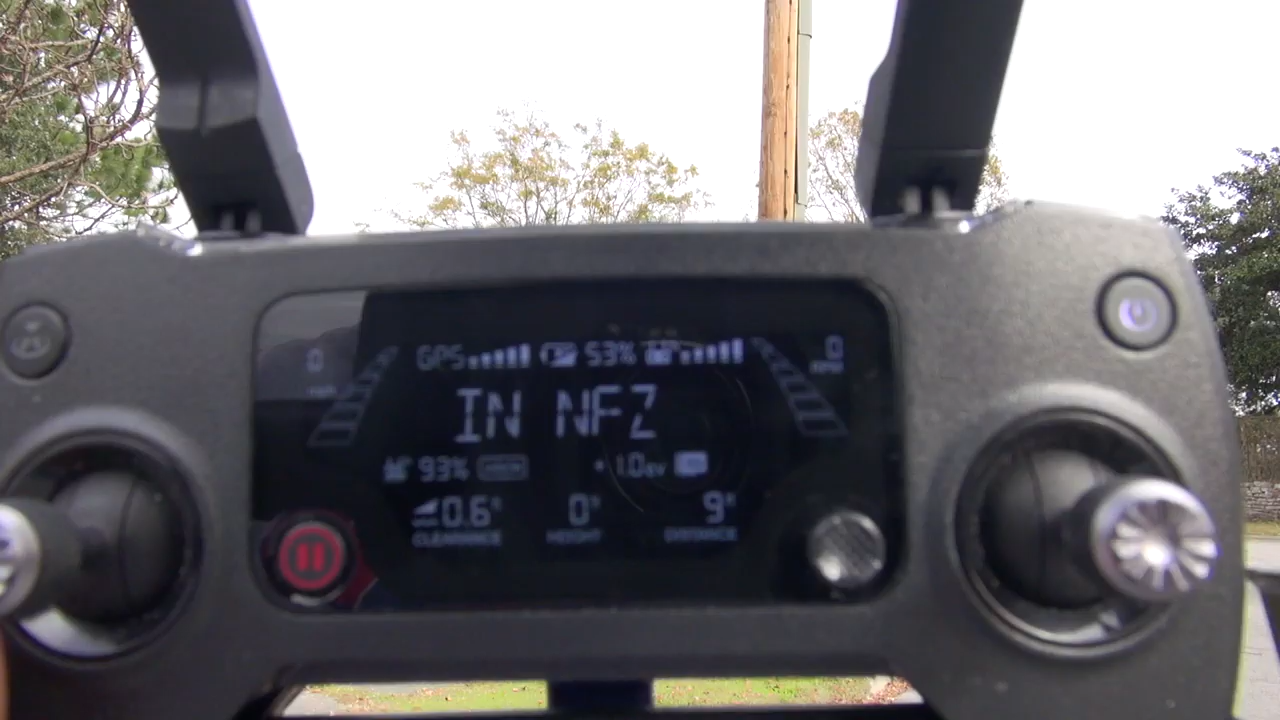 GPS 53%
0 0
IN NFZ
93% +1.0EV
0.6' 0' 9'
CLEARANCE HEIGHT DISTANCE